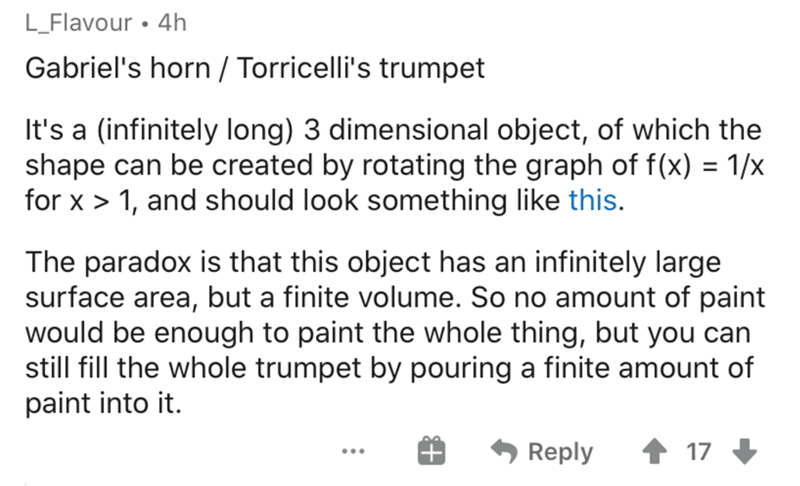 L_Flavour • 4h
Gabriel's horn / Torricelli's trumpet
It's a (infinitely long) 3 dimensional object, of which the
shape can be created by rotating the graph of f(x) = 1/x
for x > 1, and should look something like this.
The paradox is that this object has an infinitely large
surface area, but a finite volume. So no amount of paint
would be enough to paint the whole thing, but you can
still fill the whole trumpet by pouring a finite amount of
paint into it.
... Reply 17